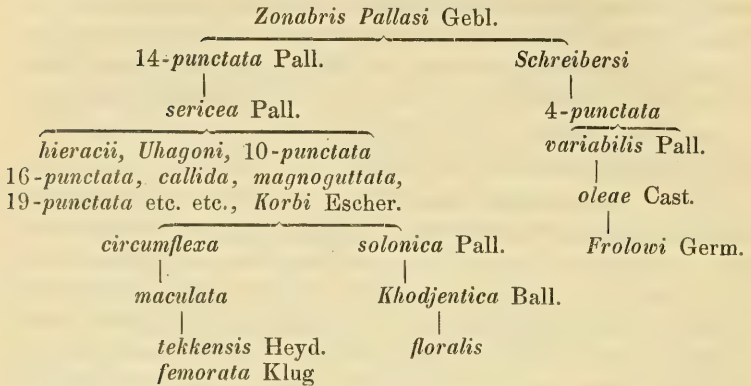 Zonabris Pallasi Gebl.
14-punctata Pall. Schreibersi
sericea Pall. 4-punctata
hieracii, Uhagoni, 10-punctata variabilis Pall.
16-punctata, callida, magnoguttata,
oleae Cast.
19-punctata etc. etc., Korbi Escher.
circumflexa solonica Pall. Frolowi Germ.
maculata Khodjentica Ball.
tekkensis Heyd. floralis
femorata Klug